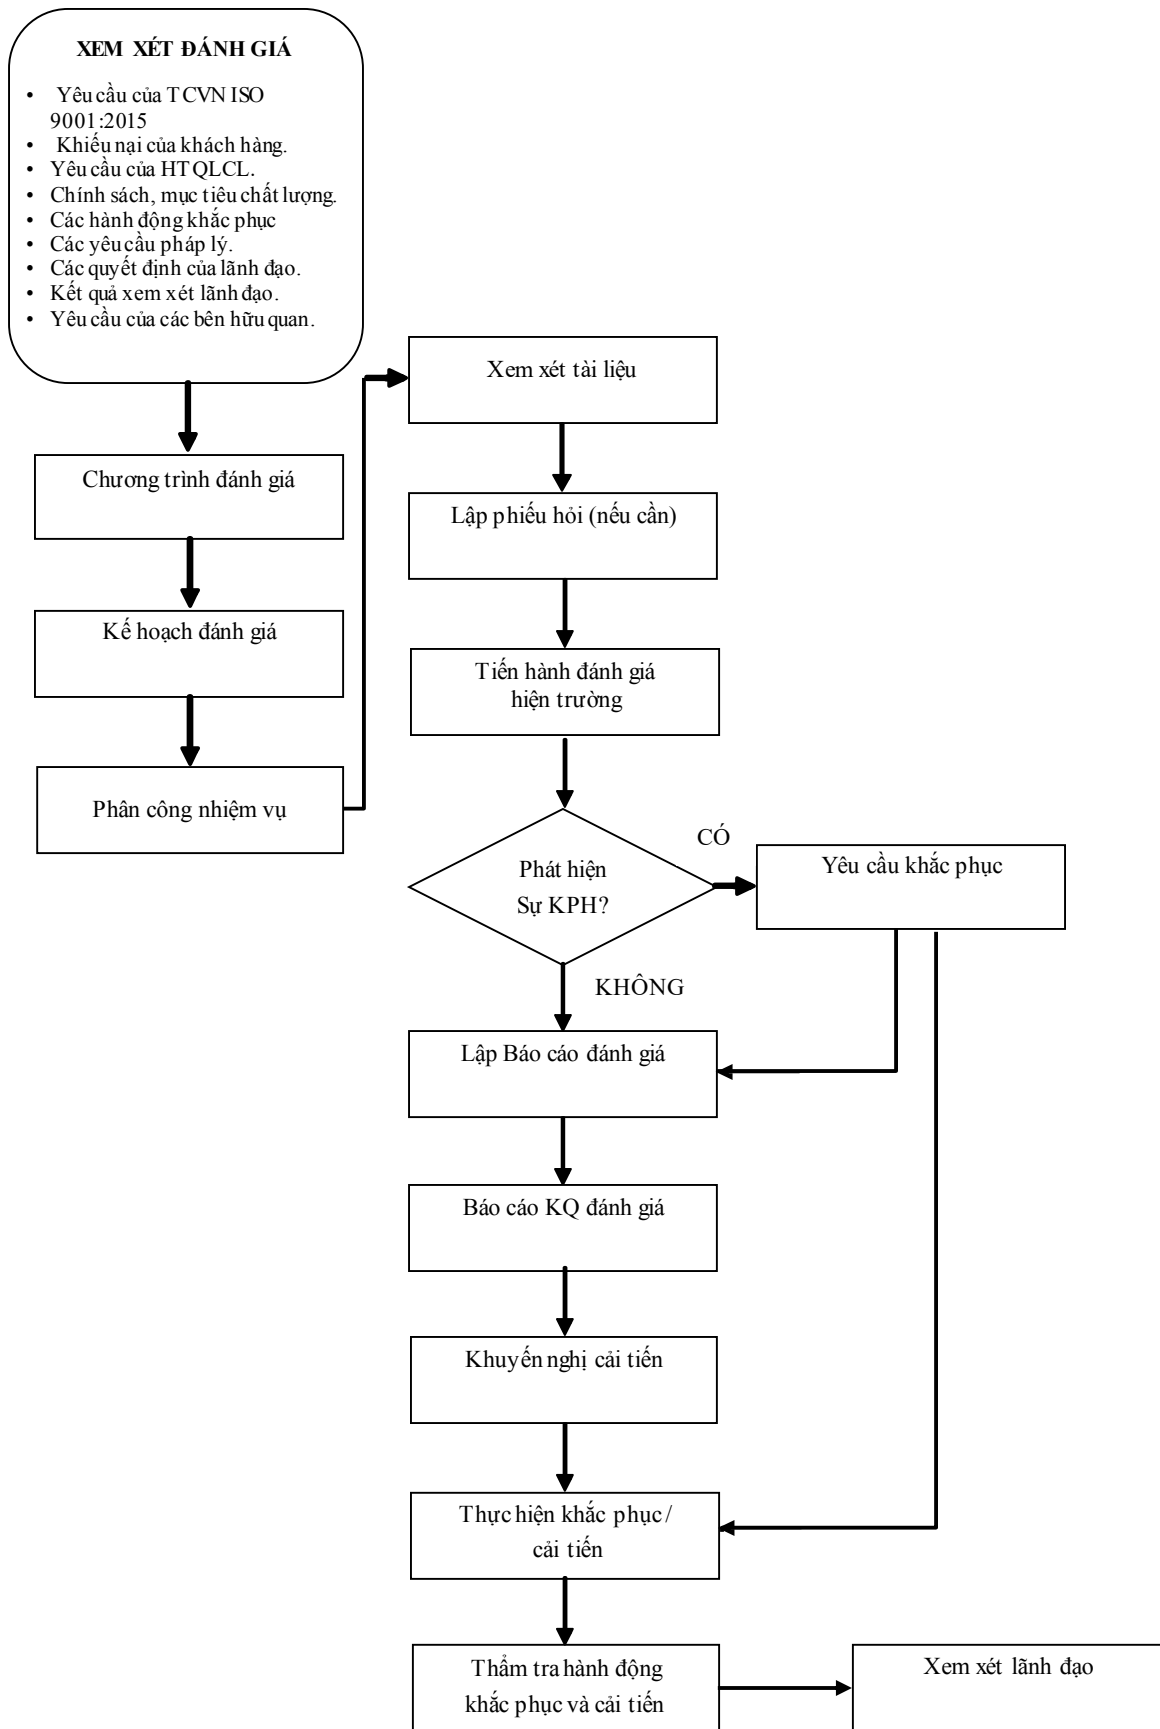 XEM XÉT ĐÁNH GIÁ
• Yêu cầu của TCVN ISO
9001:2015
• Khiếu nại của khách hàng.
• Yêu cầu của HTQLCL.
• Chính sách, mục tiêu chất lượng.
• Các hành động khắc phục
• Các yêu cầu pháp lý.
• Các quyết định của lãnh đạo.
• Kết quả xem xét lãnh đạo.
• Yêu cầu của các bên hữu quan.
Chương trình đánh giá
Kế hoạch đánh giá
Phân công nhiệm vụ
Xem xét tài liệu
Lập phiếu hỏi (nếu cần)
Tiến hành đánh giá
hiện trường
Phát hiện
Sự KPH?
CÓ
Yêu cầu khắc phục
KHÔNG
Lập Báo cáo đánh giá
Báo cáo KQ đánh giá
Khuyến nghị cải tiến
Thực hiện khắc phục /
cải tiến
Thẩm tra hành động
khắc phục và cải tiến
Xem xét lãnh đạo